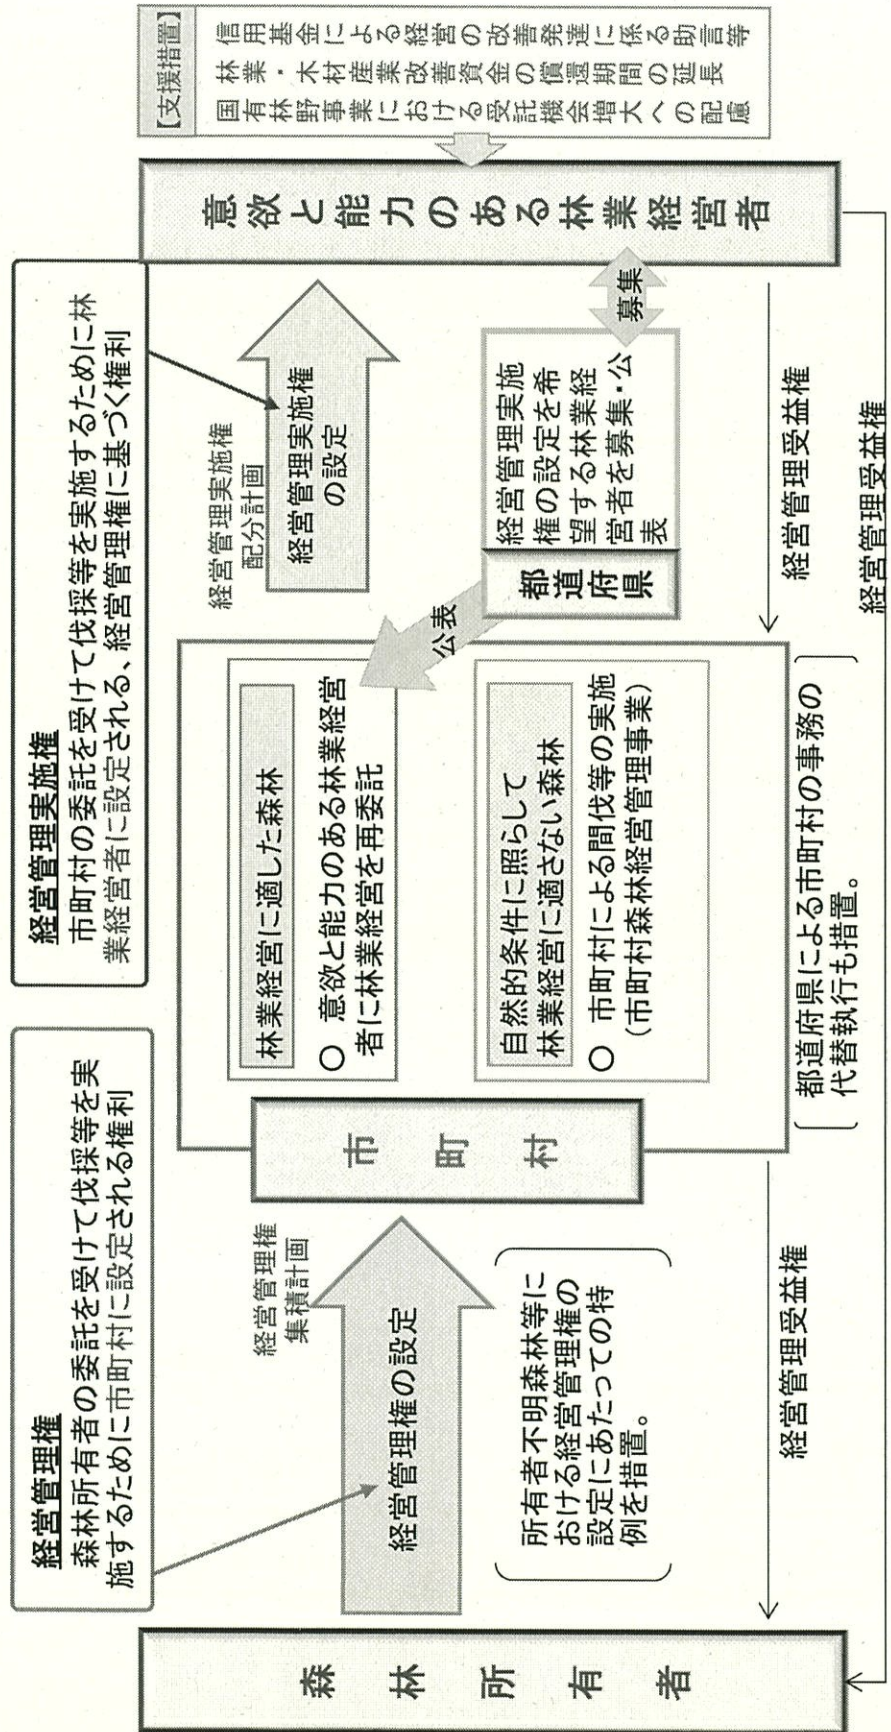 経営管理権
森林所有者の委託を受けて伐採等を実
施するために市町村に設定される権利
経営管理実施権
市町村の委託を受けて伐採等を実施するために林
業経営者に設定される、経営管理権に基づく権利
森林所有者
経営管理権
集積計画
経営管理権の設定
所有者不明森林等に
おける経営管理権の
設定にあたっての特
例を措置。
経営管理受益権
市町村
林業経営に適した森林
○ 意欲と能力のある林業経営
者に林業経営を再委託
自然的条件に照らして
林業経営に適さない森林
○ 市町村による間伐等の実施
(市町村森林経営管理事業)
都道府県による市町村の事務の
代替執行も措置。
経営管理実施権
配分計画
経営管理実施権
の設定
公表
都道府県
経営管理実施
権の設定を希
望する林業経
営者を募集・公
表
募集
経営管理受益権
経営管理受益権
意欲と能力のある林業経営者
【支援措置】
信用基金による経営の改善発達に係る助言等
林業・木材産業改善資金の償還期間の延長
国有林野事業における受託機会増大への配慮